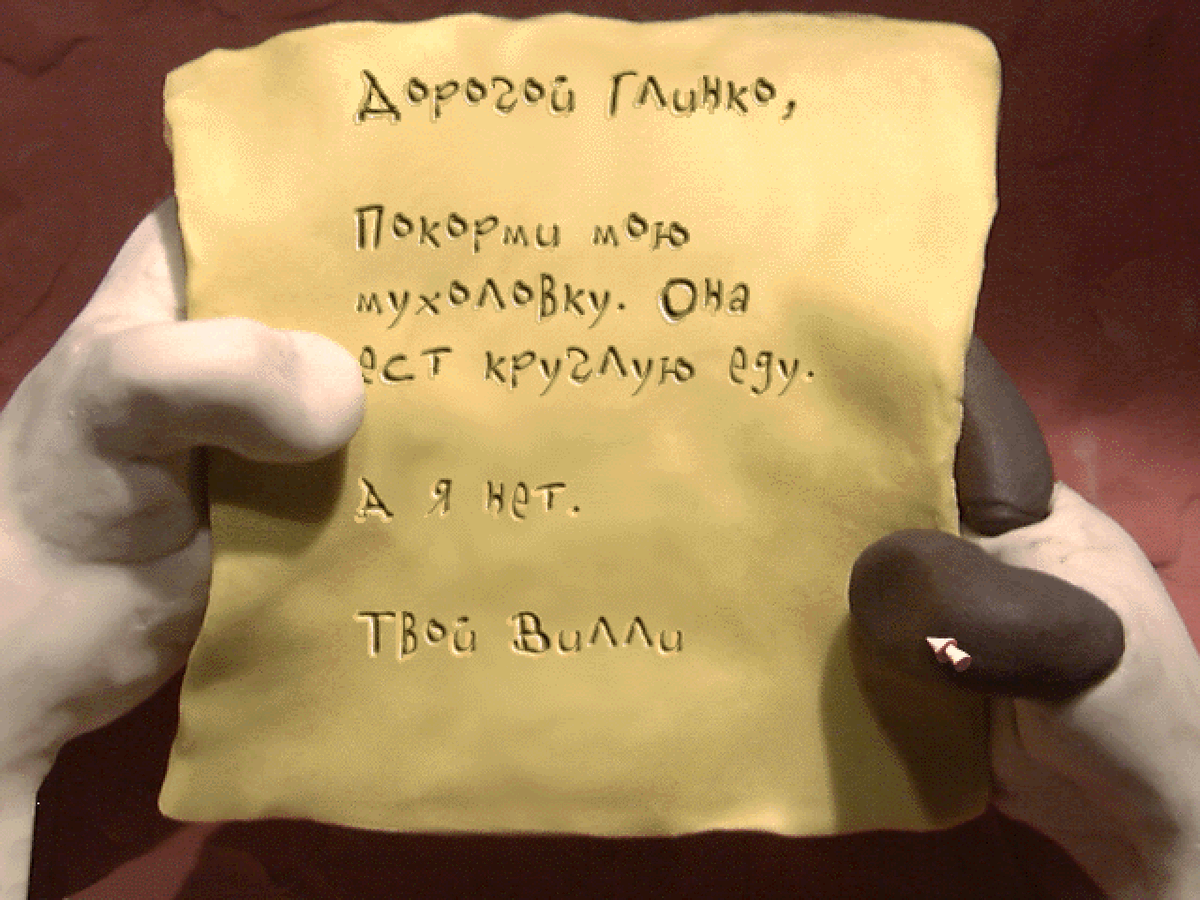 Дорогой Глинко,
Покорми мою
мухоловку. Она
ест круглую еду.
А я нет.
Твой Вилли